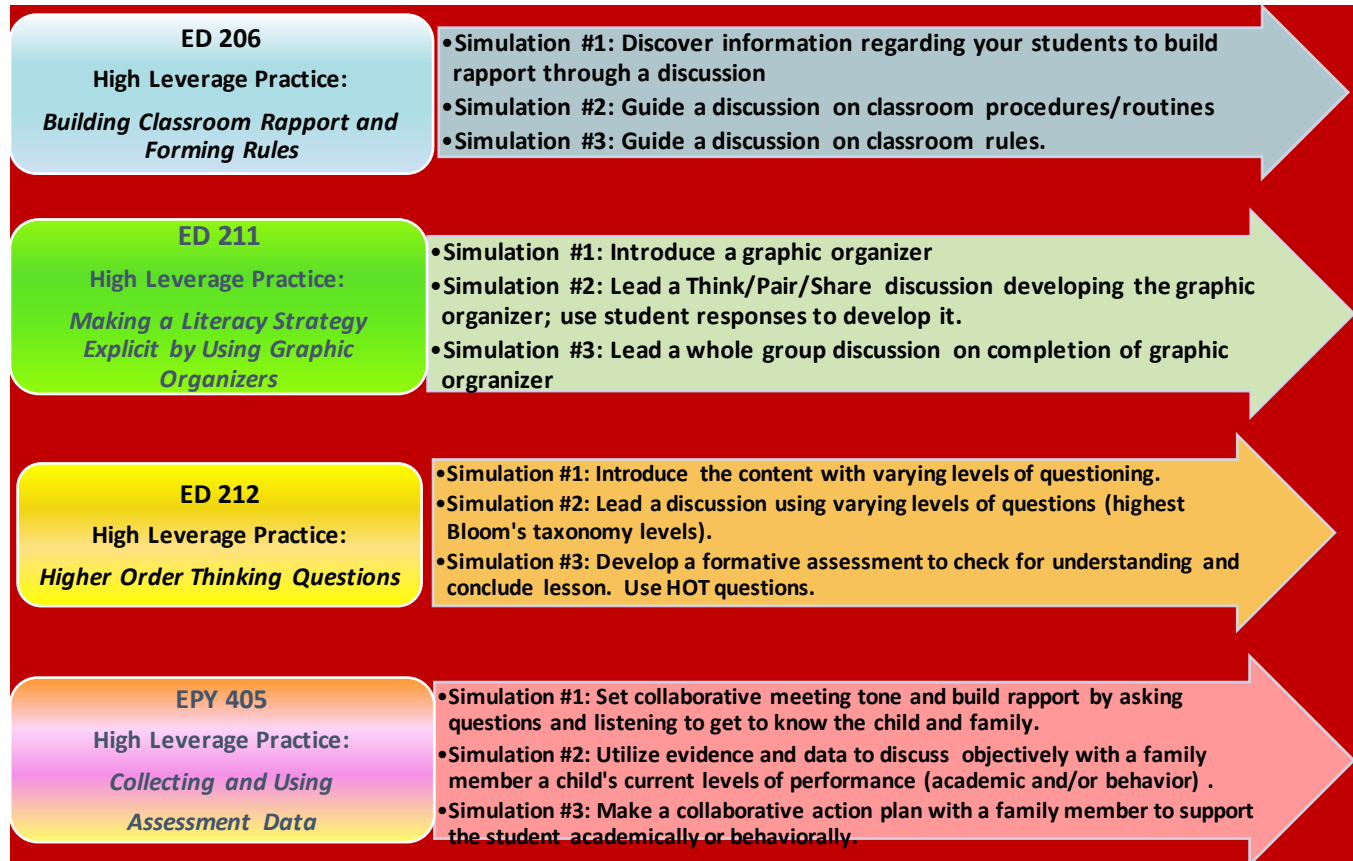 ED 206
High Leverage Practice:
Building Classroom Rapport and
Forming Rules
•Simulation #1: Discover information regarding your students to build
rapport through a discussion
•Simulation #2: Guide a discussion on classroom procedures/routines
•Simulation #3: Guide a discussion on classroom rules.
ED 211
High Leverage Practice:
Making a Literacy Strategy
Explicit by Using Graphic
Organizers
•Simulation #1: Introduce a graphic organizer
•Simulation #2: Lead a Think/Pair/Share discussion developing the graphic
organizer; use student responses to develop it.
•Simulation #3: Lead a whole group discussion on completion of graphic
orgranizer
ED 212
High Leverage Practice:
Higher Order Thinking Questions
•Simulation #1: Introduce the content with varying levels of questioning.
•Simulation #2: Lead a discussion using varying levels of questions (highest
Bloom's taxonomy levels).
•Simulation #3: Develop a formative assessment to check for understanding and
conclude lesson. Use HOT questions.
EPY 405
High Leverage Practice:
Collecting and Using
Assessment Data
•Simulation #1: Set collaborative meeting tone and build rapport by asking
questions and listening to get to know the child and family.
•Simulation #2: Utilize evidence and data to discuss objectively with a family
member a child's current levels of performance (academic and/or behavior) .
•Simulation #3: Make a collaborative action plan with a family member to support
the student academically or behaviorally.